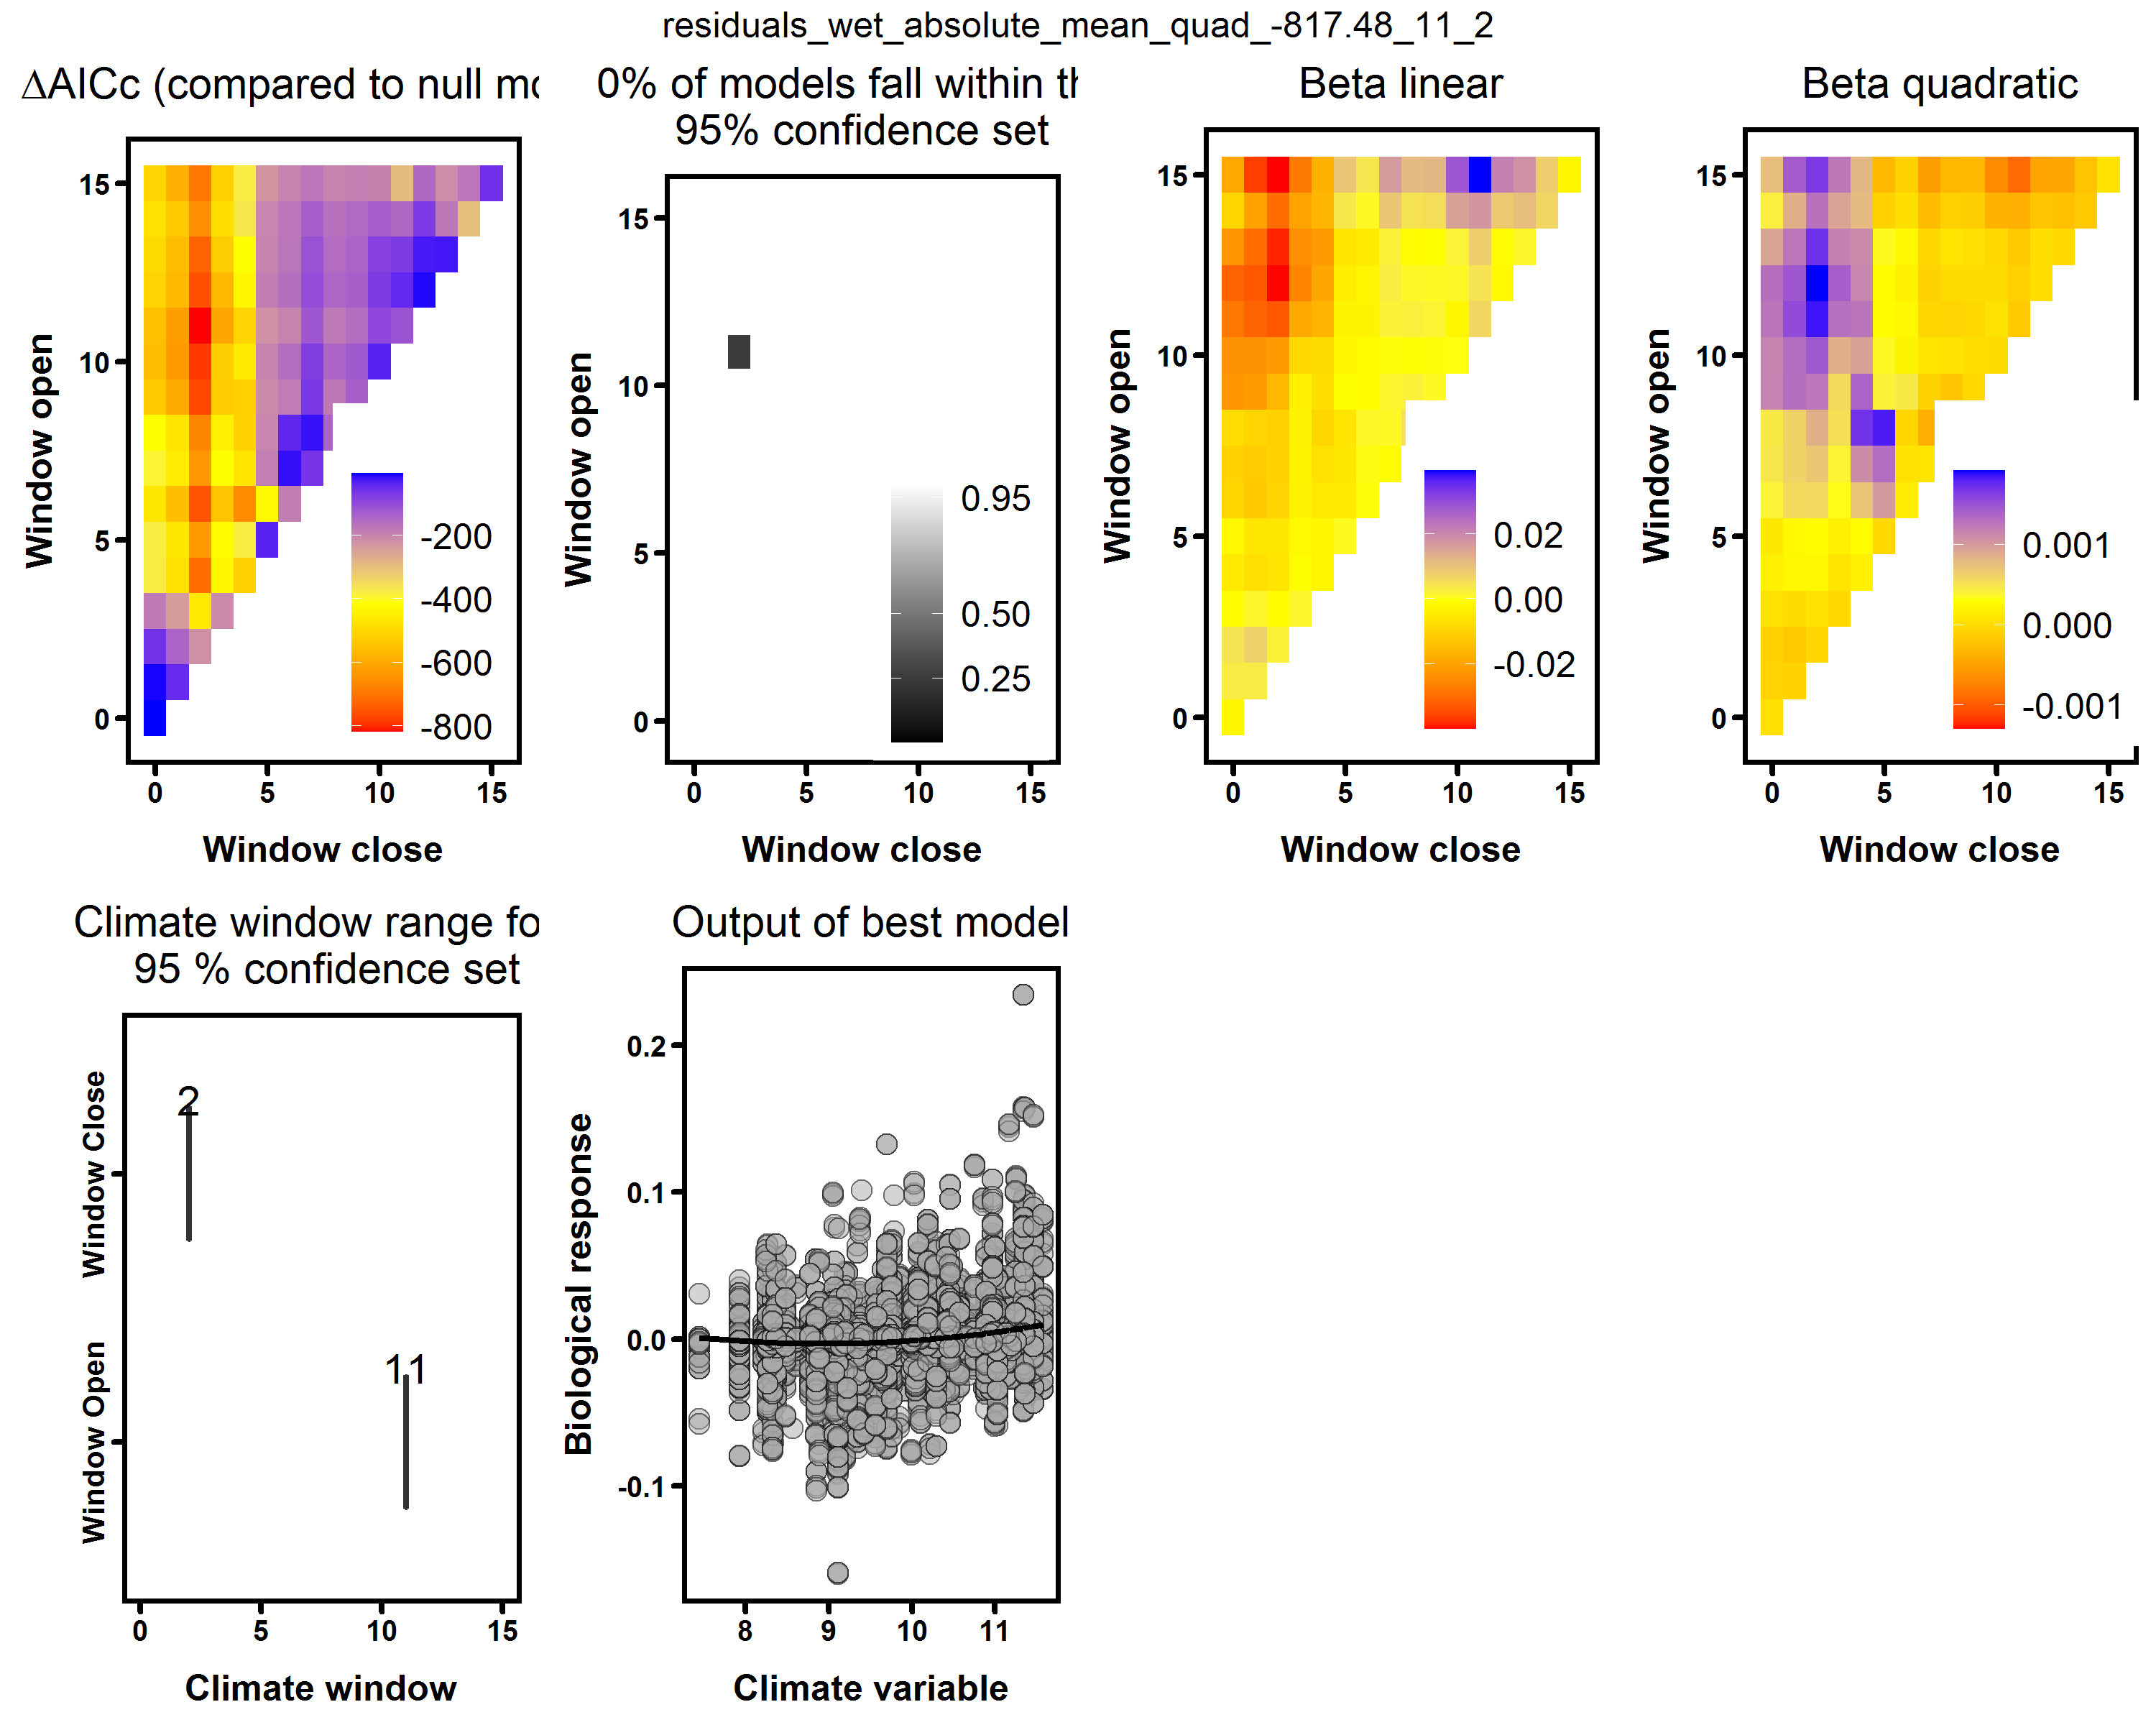 residuals_wet_absolute_mean_quad_-817.48_11_2
ΔAICc (compared to null mo
15
10
5
0
Window open
-200
-400
-600
-800
0 5 10 15
Window close
0% of models fall within th
95% confidence set
15
10
5
0
Window open
0.95
0.50
0.25
0 5 10 15
Window close
Beta linear
15
10
5
0
Window open
0.02
0.00
-0.02
0 5 10 15
Window close
Beta quadratic
15
10
5
0
Window open
0.001
0.000
-0.001
0 5 10 15
Window close
Climate window range fo
95 % confidence set
Window Close
Window Open
2
11
0 5 10 15
Climate window
Output of best model
0.2
0.1
0.0
-0.1
Biological response
8 9 10 11
Climate variable